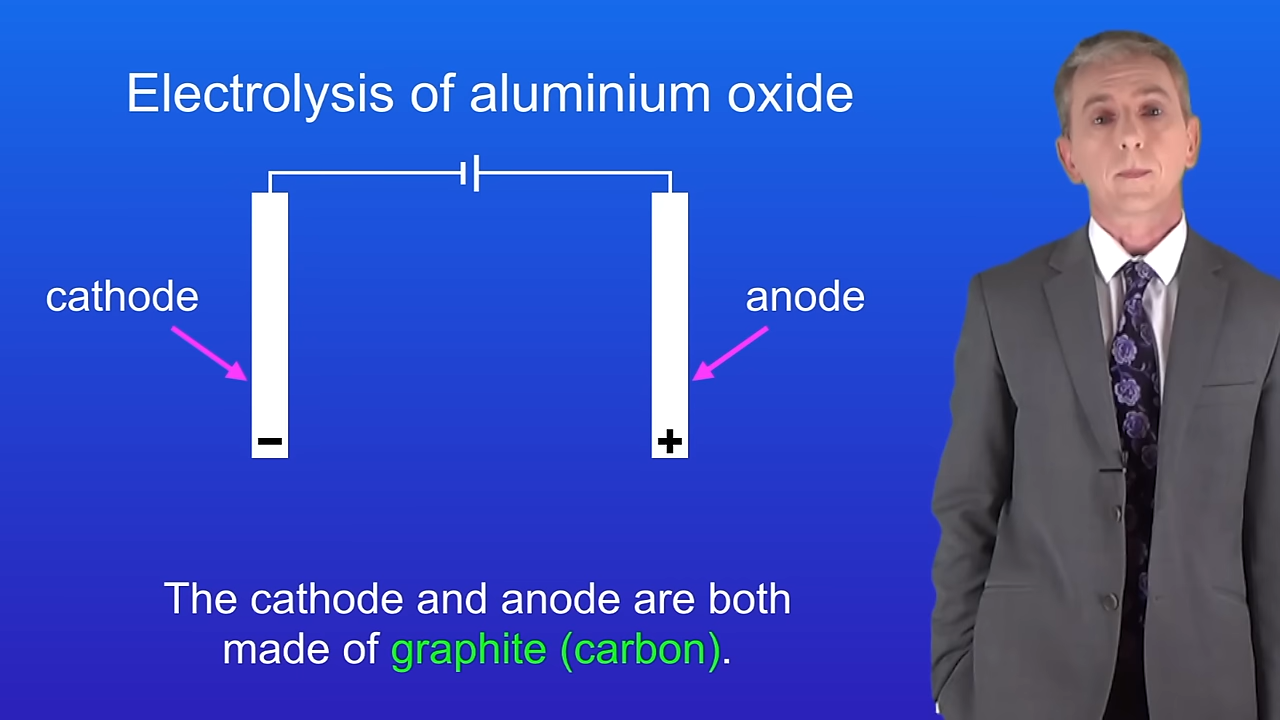 Electrolysis of aluminium oxide
cathode
anode
−
+
The cathode and anode are both
made of graphite (carbon).